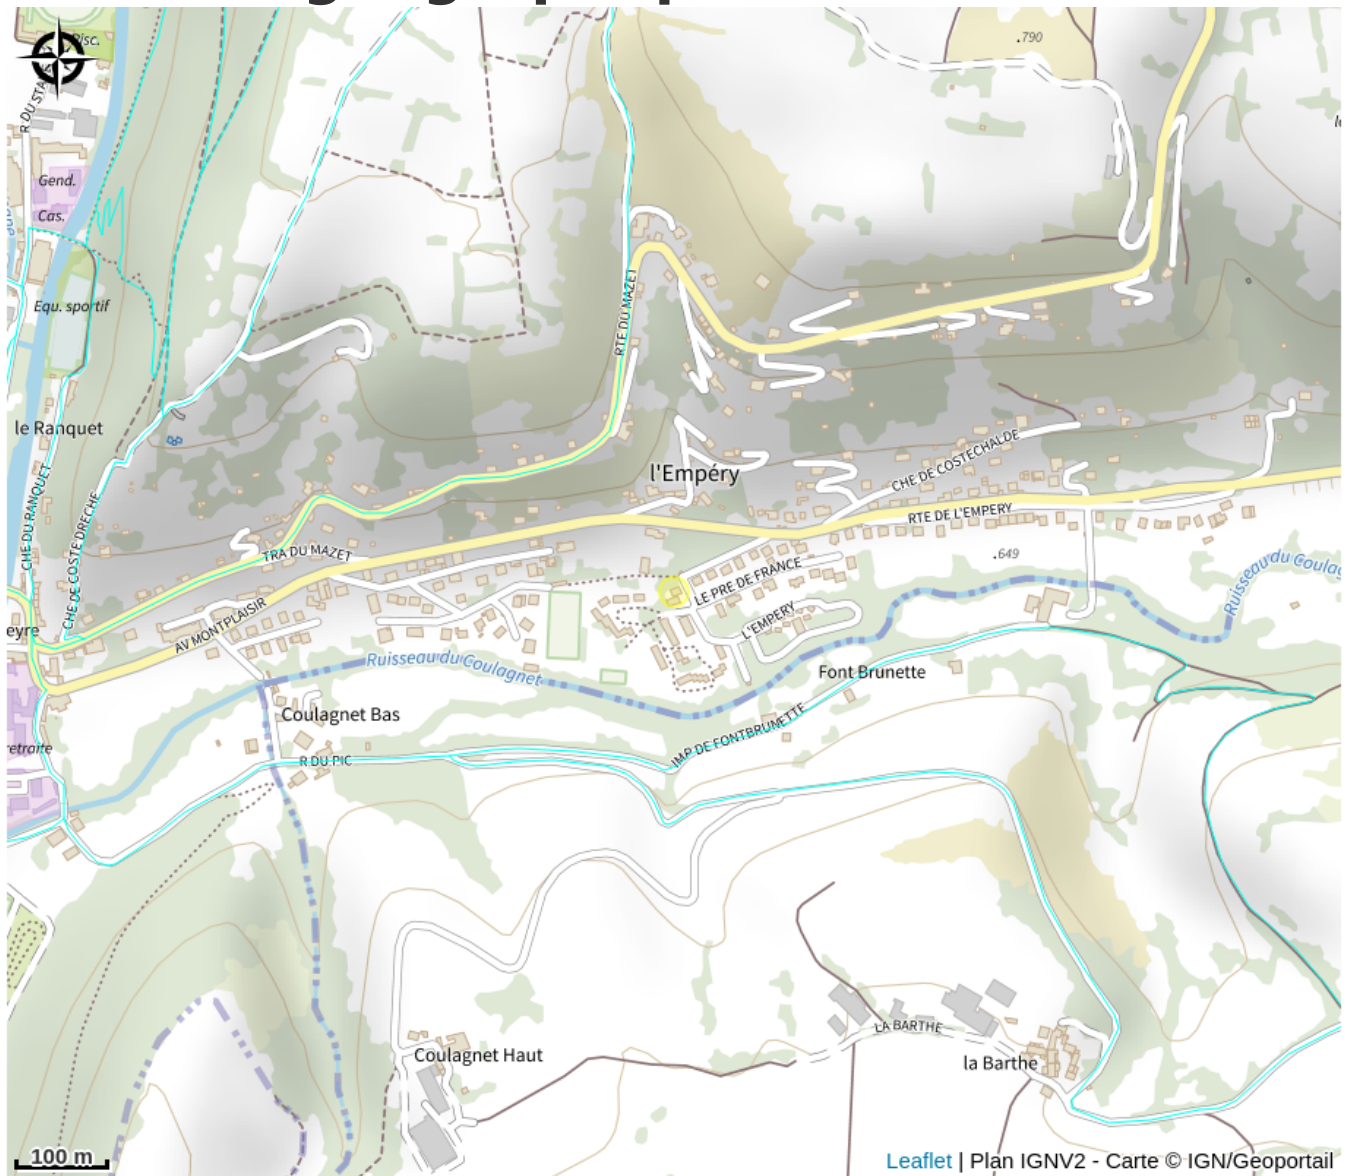 Disc.
.790
R DU STA
Gend.
Cas.
Equ. sportif
RTE DU MAZET
le Ranquet
l'Empéry
CHE DE COSTECHALDE
CHE DU RANQUET
CHE DE COSTE DRECHE
RTE DE L'EMPERY
TRA DU MAZET
.649
Ruisseau du Coulag
LE PRE DE FRANCE
AV MONTPLAISIR
L'EMPERY
eyre
Ruisseau du Coulagnet
Font Brunette
Coulagnet Bas
retraite
IMP DE FONTBRUNETTE
R DU PIC
LA BARTHE
Coulagnet Haut
la Barthe
100 m
Leaflet | Plan IGNV2 - Carte © IGN/Geoportail